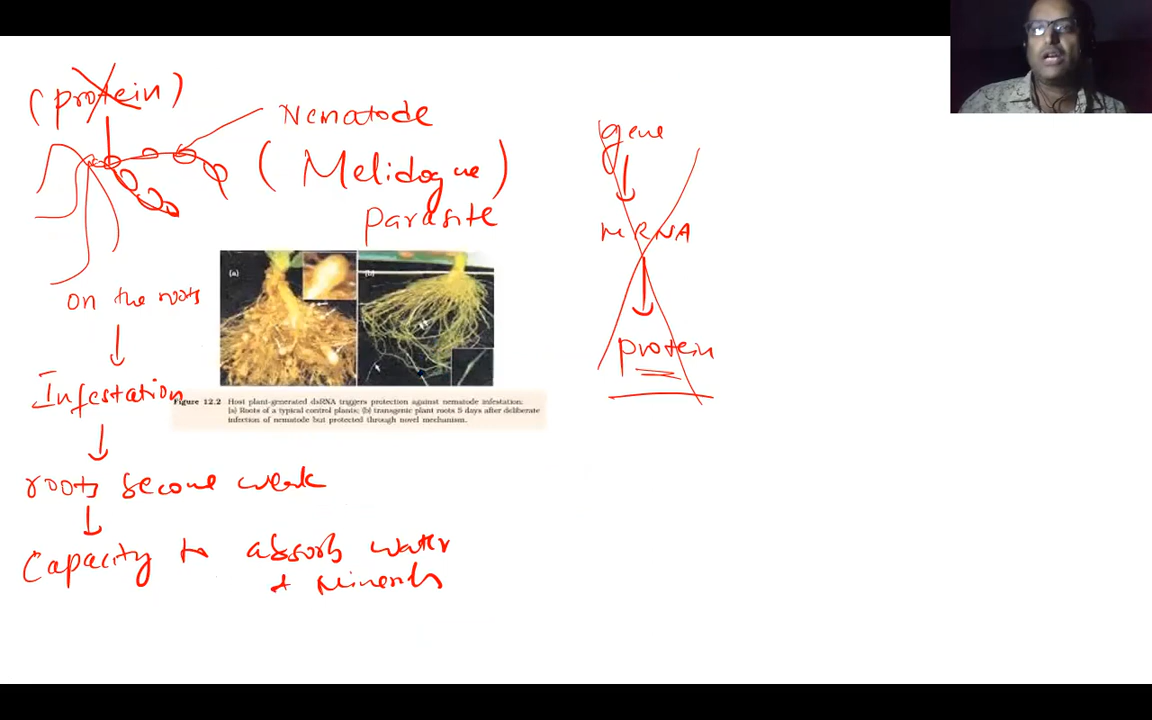 (protein)
Nematode
(Melidogue)
parasite
on the roots
Infestation
roots become weak
Capacity to absorb water
+ Minerals
(a)
(b)
Figure 12.2 Host plant-generated dsRNA triggers protection against nematode infestation:
(a) Roots of a typical control plants; (b) transgenic plant roots 5 days after deliberate
infection of nematode but protected through novel mechanism.
gene
mRNA
protein